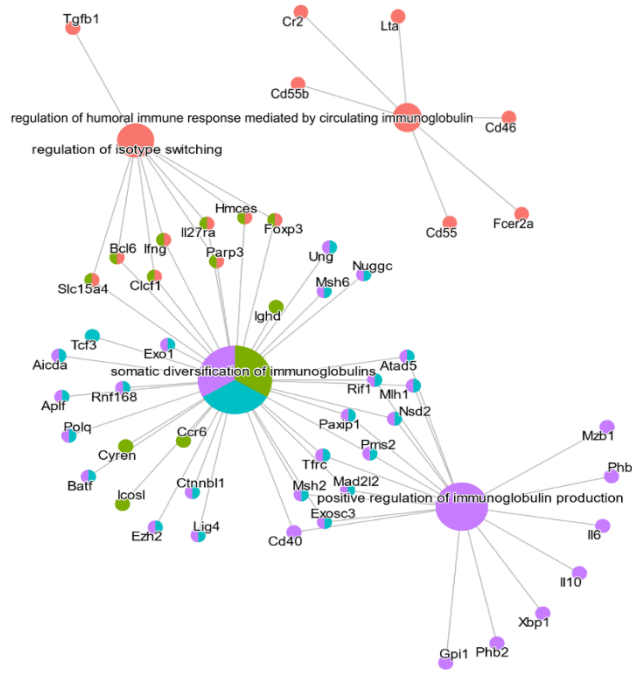 Tgfb1
Cr2
Lta
Cd55b
regulation of humoral immune response mediated by circulating immunoglobulin
Cd46
regulation of isotype switching
Hmces
Il27ra
Foxp3
Fcer2a
Cd55
Bcl6
Ifng
Parp3
Ung
Nuggc
Slc15a4
Clcf1
Msh6
Ighd
Tcf3
Exo1
Atad5
Aicda
somatic diversification of immunoglobulins
Rif1
Mlh1
Aplf
Rnf168
Nsd2
Paxip1
Polq
Ccr6
Pms2
Mzb1
Cyren
Tfrc
Phb
Batf
Icosl
Ctnnbl1
Mad2l2
Msh2
positive regulation of immunoglobulin production
Exosc3
Il6
Ezh2
Lig4
Cd40
Il10
Xbp1
Gpi1
Phb2